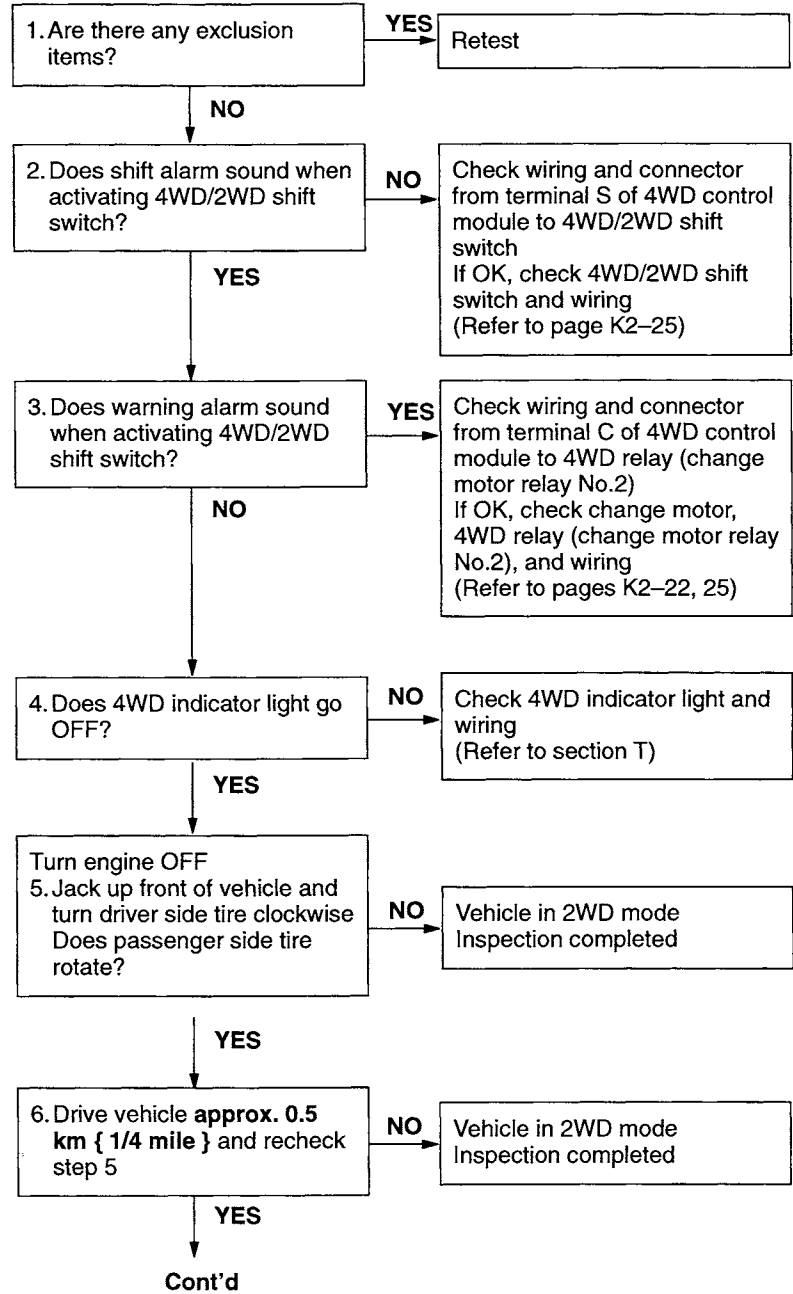 1. Are there any exclusion
items?
YES
Retest
NO
2. Does shift alarm sound when
activating 4WD/2WD shift
switch?
NO
Check wiring and connector
from terminal S of 4WD control
module to 4WD/2WD shift
switch
If OK, check 4WD/2WD shift
switch and wiring
(Refer to page K2–25)
YES
3. Does warning alarm sound
when activating 4WD/2WD
shift switch?
YES
Check wiring and connector
from terminal C of 4WD control
module to 4WD relay (change
motor relay No.2)
If OK, check change motor,
4WD relay (change motor relay
No.2), and wiring
(Refer to pages K2–22, 25)
NO
4. Does 4WD indicator light go
OFF?
NO
Check 4WD indicator light and
wiring
(Refer to section T)
YES
Turn engine OFF
5. Jack up front of vehicle and
turn driver side tire clockwise
Does passenger side tire
rotate?
NO
Vehicle in 2WD mode
Inspection completed
YES
6. Drive vehicle approx. 0.5
km { 1/4 mile } and recheck
step 5
NO
Vehicle in 2WD mode
Inspection completed
YES
Cont'd